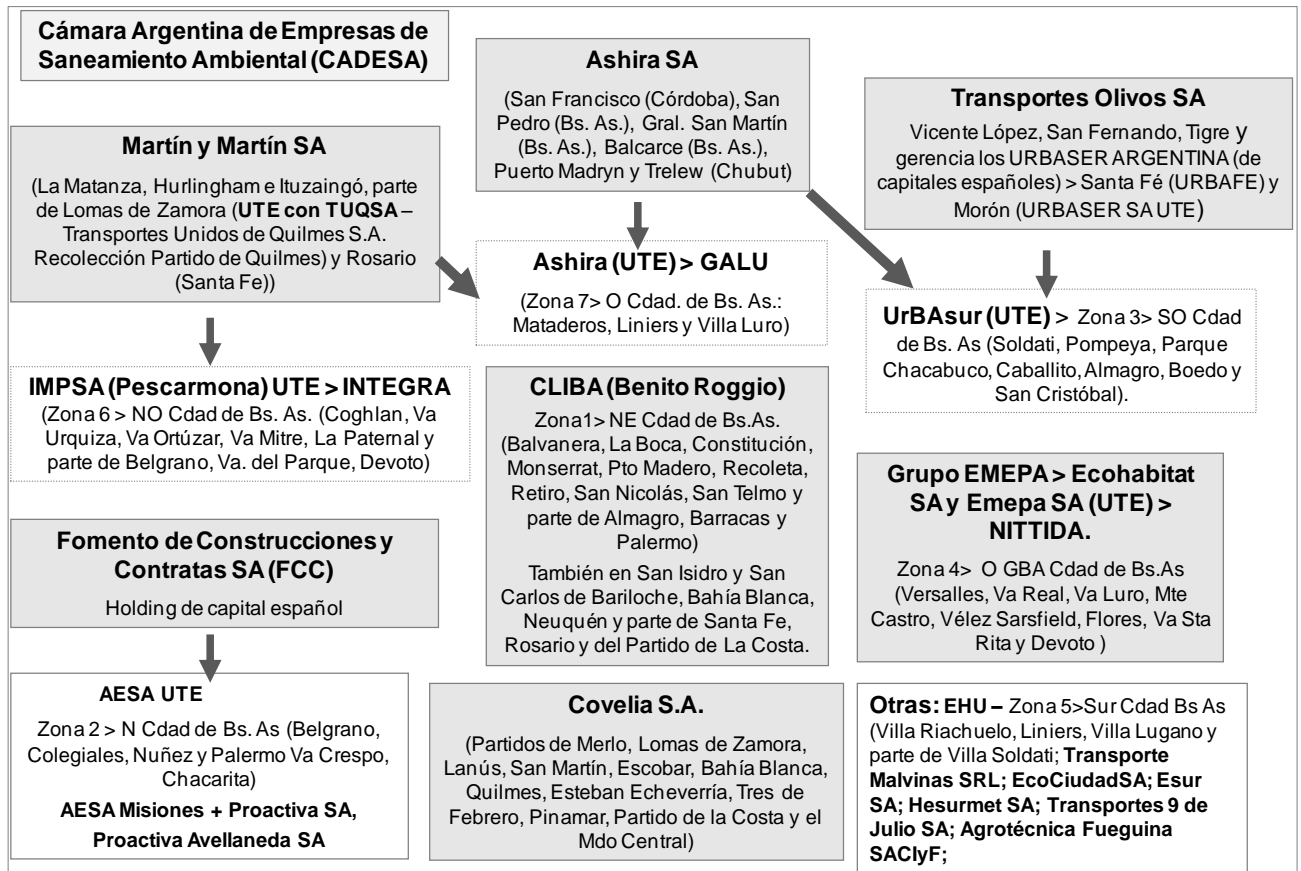 Cámara Argentina de Empresas de
Saneamiento Ambiental (CADESA)
Ashira SA
(San Francisco (Córdoba), San
Pedro (Bs. As.), Gral. San Martín
(Bs. As.), Balcarce (Bs. As.),
Puerto Madryn y Trelew (Chubut)
Transportes Olivos SA
Vicente López, San Fernando, Tigre y
gerencia los URBASER ARGENTINA (de
capitales españoles) > Santa Fé (URBAFE) y
Morón (URBASER SA UTE)
Martín y Martín SA
(La Matanza, Hurlingham e Ituzaingó, parte
de Lomas de Zamora (UTE con TUQSA –
Transportes Unidos de Quilmes S.A.
Recolección Partido de Quilmes) y Rosario
(Santa Fe))
Ashira (UTE) > GALU
(Zona 7> O Cdad. de Bs. As.:
Mataderos, Liniers y Villa Luro)
UrBAsur (UTE) > Zona 3> SO Cdad
de Bs. As (Soldati, Pompeya, Parque
Chacabuco, Caballito, Almagro, Boedo y
San Cristóbal).
IMPSA (Pescarmona) UTE > INTEGRA
(Zona 6 > NO Cdad de Bs. As. (Coghlan, Va
Urquiza, Va Ortúzar, Va Mitre, La Paternal y
parte de Belgrano, Va. del Parque, Devoto)
CLIBA (Benito Roggio)
Zona1> NE Cdad de Bs.As.
(Balvanera, La Boca, Constitución,
Monserrat, Pto Madero, Recoleta,
Retiro, San Nicolás, San Telmo y
parte de Almagro, Barracas y
Palermo)
También en San Isidro y San
Carlos de Bariloche, Bahía Blanca,
Neuquén y parte de Santa Fe,
Rosario y del Partido de La Costa.
Grupo EMEPA > Ecohabitat
SA y Emepa SA (UTE) >
NITTIDA.
Zona 4> O GBA Cdad de Bs.As
(Versalles, Va Real, Va Luro, Mte
Castro, Vélez Sarsfield, Flores, Va Sta
Rita y Devoto )
Fomento de Construcciones y
Contratas SA (FCC)
Holding de capital español
AESA UTE
Zona 2 > N Cdad de Bs. As (Belgrano,
Colegiales, Nuñez y Palermo Va Crespo,
Chacarita)
AESA Misiones + Proactiva SA,
Proactiva Avellaneda SA
Covelia S.A.
(Partidos de Merlo, Lomas de Zamora,
Lanús, San Martín, Escobar, Bahía Blanca,
Quilmes, Esteban Echeverría, Tres de
Febrero, Pinamar, Partido de la Costa y el
Mdo Central)
Otras: EHU – Zona 5>Sur Cdad Bs As
(Villa Riachuelo, Liniers, Villa Lugano y
parte de Villa Soldati; Transporte
Malvinas SRL; EcoCiudadSA; Esur
SA; Hesurmet SA; Transportes 9 de
Julio SA; Agrotécnica Fueguina
SACIyF;